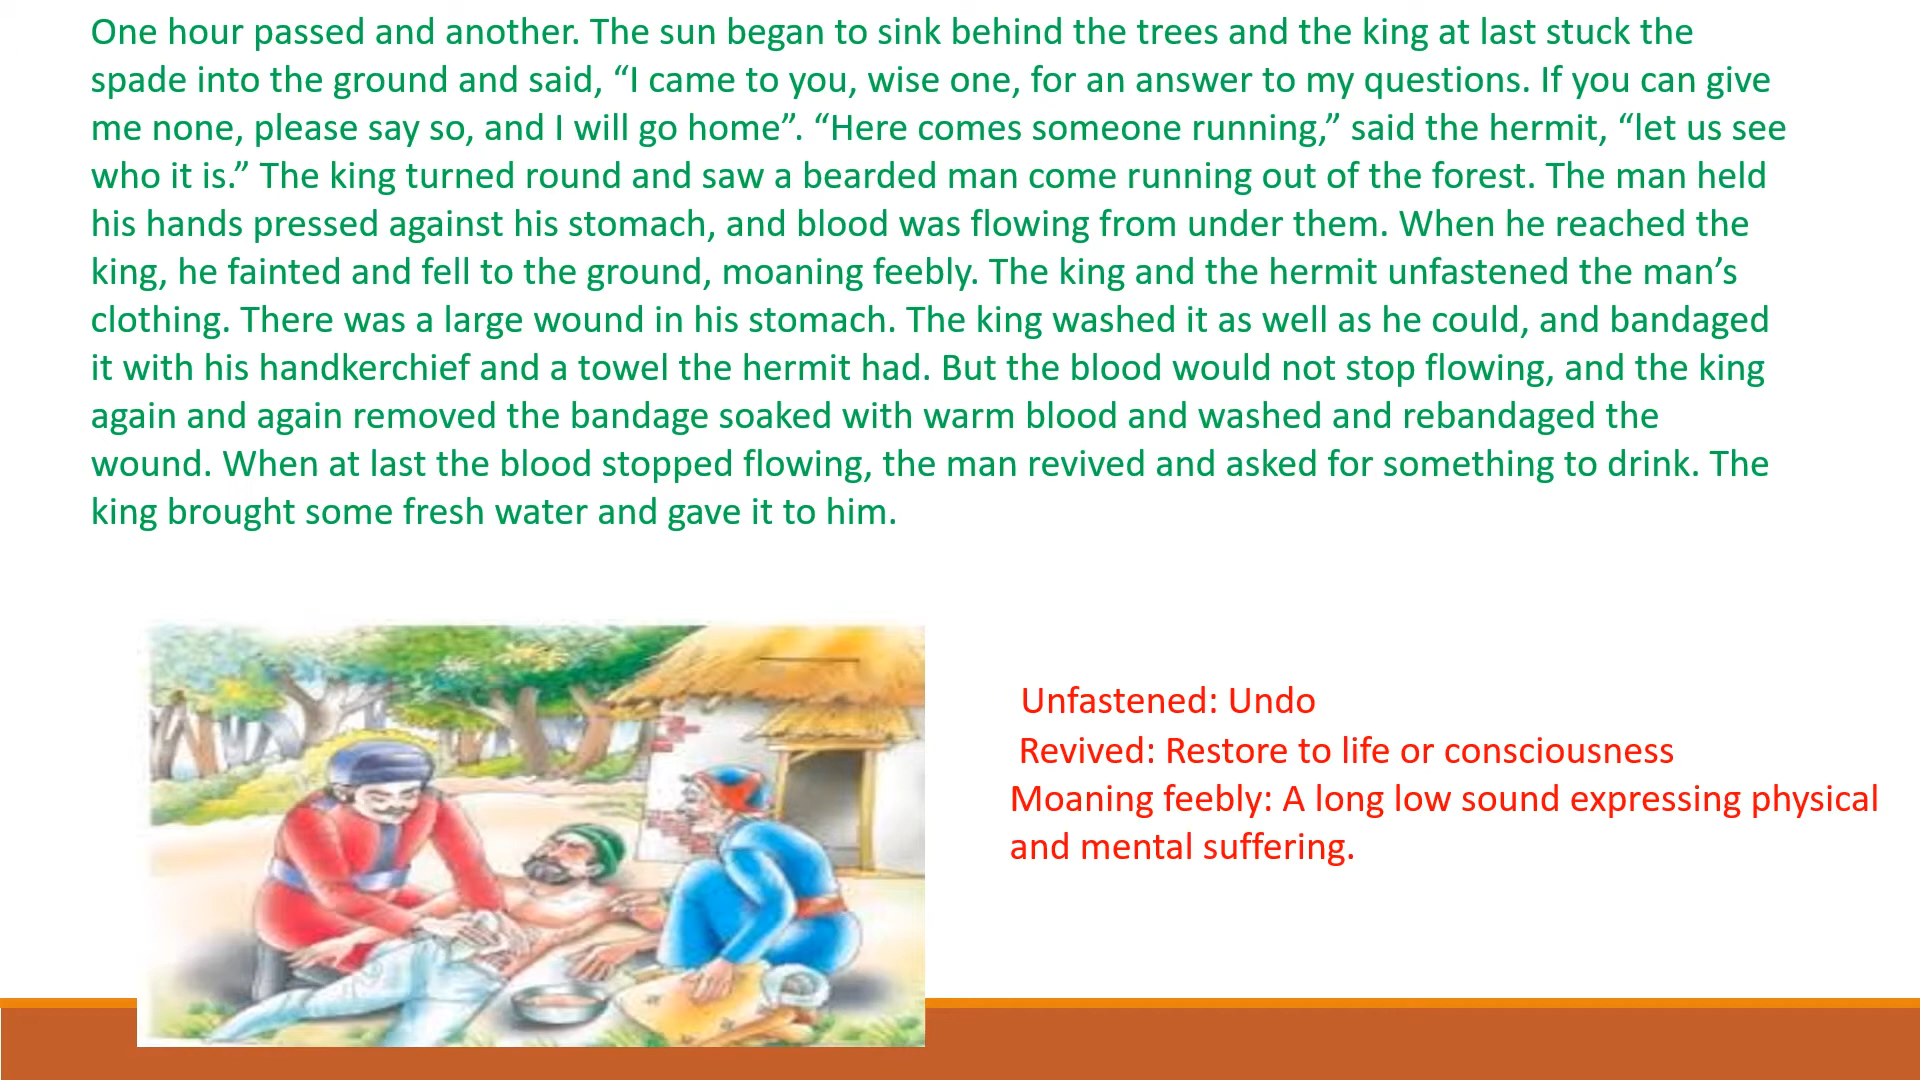 One hour passed and another. The sun began to sink behind the trees and the king at last stuck the
spade into the ground and said, “I came to you, wise one, for an answer to my questions. If you can give
me none, please say so, and I will go home”. “Here comes someone running,” said the hermit, “let us see
who it is.” The king turned round and saw a bearded man come running out of the forest. The man held
his hands pressed against his stomach, and blood was flowing from under them. When he reached the
king, he fainted and fell to the ground, moaning feebly. The king and the hermit unfastened the man’s
clothing. There was a large wound in his stomach. The king washed it as well as he could, and bandaged
it with his handkerchief and a towel the hermit had. But the blood would not stop flowing, and the king
again and again removed the bandage soaked with warm blood and washed and rebandaged the
wound. When at last the blood stopped flowing, the man revived and asked for something to drink. The
king brought some fresh water and gave it to him.
Unfastened: Undo
Revived: Restore to life or consciousness
Moaning feebly: A long low sound expressing physical
and mental suffering.